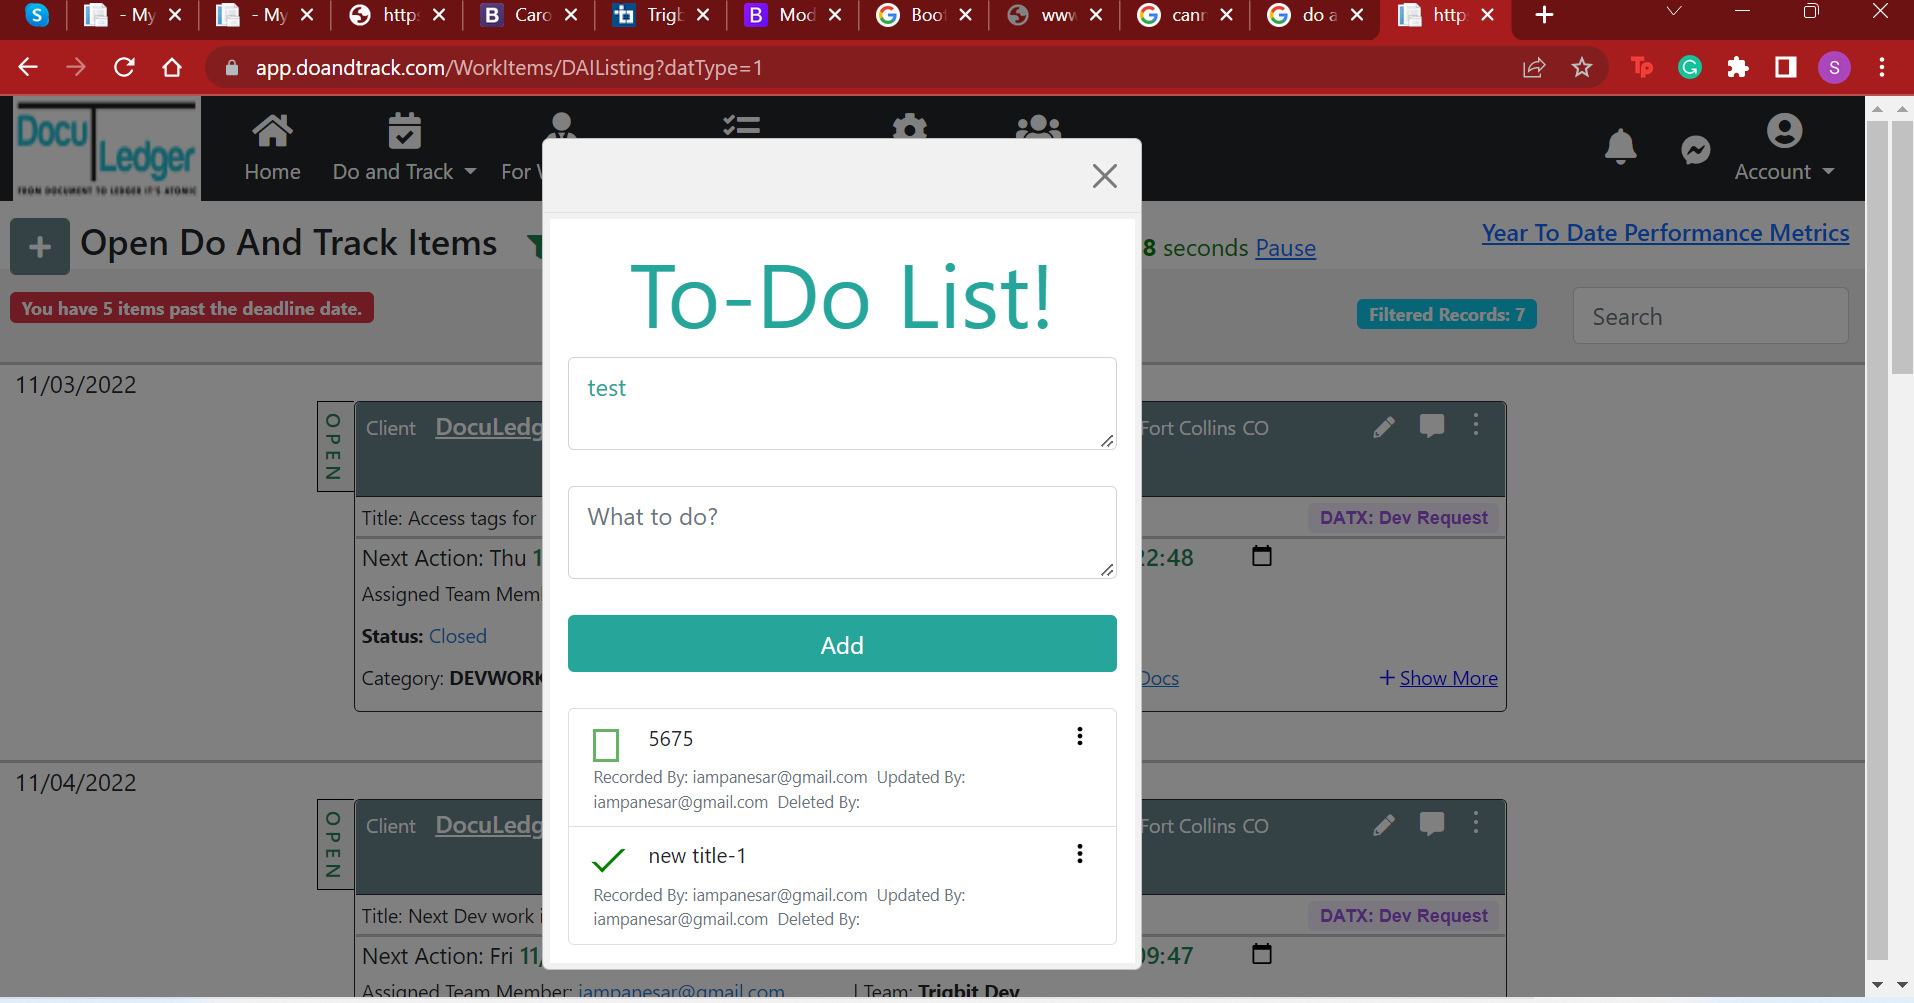 - My
- My
http
Caro
Trigb
Mod
Boot
www
cann
do a
http
app.doandtrack.com/WorkItems/DAIListing?datType=1
S
Docu Ledger
FROM DOCUMENT TO LEDGER IT'S ATOMIC
Home
Do and Track
For
Account
Open Do And Track Items
8 seconds Pause
Year To Date Performance Metrics
You have 5 items past the deadline date.
Filtered Records: 7
Search
To-Do List!
test
What to do?
Add
5675
Recorded By: iampanesar@gmail.com Updated By:
iampanesar@gmail.com Deleted By:
new title-1
Recorded By: iampanesar@gmail.com Updated By:
iampanesar@gmail.com Deleted By:
11/03/2022
OPEN
Client DocuLedg
Fort Collins CO
Title: Access tags for
DATX: Dev Request
Next Action: Thu 1
22:48
Assigned Team Mem
Status: Closed
Category: DEVWORK
Docs
+ Show More
11/04/2022
OPEN
Client DocuLedg
Fort Collins CO
Title: Next Dev work i
DATX: Dev Request
Next Action: Fri 11/
09:47
Assigned Team Member: iampanesar@gmail.com | Team: Trigbit Dev